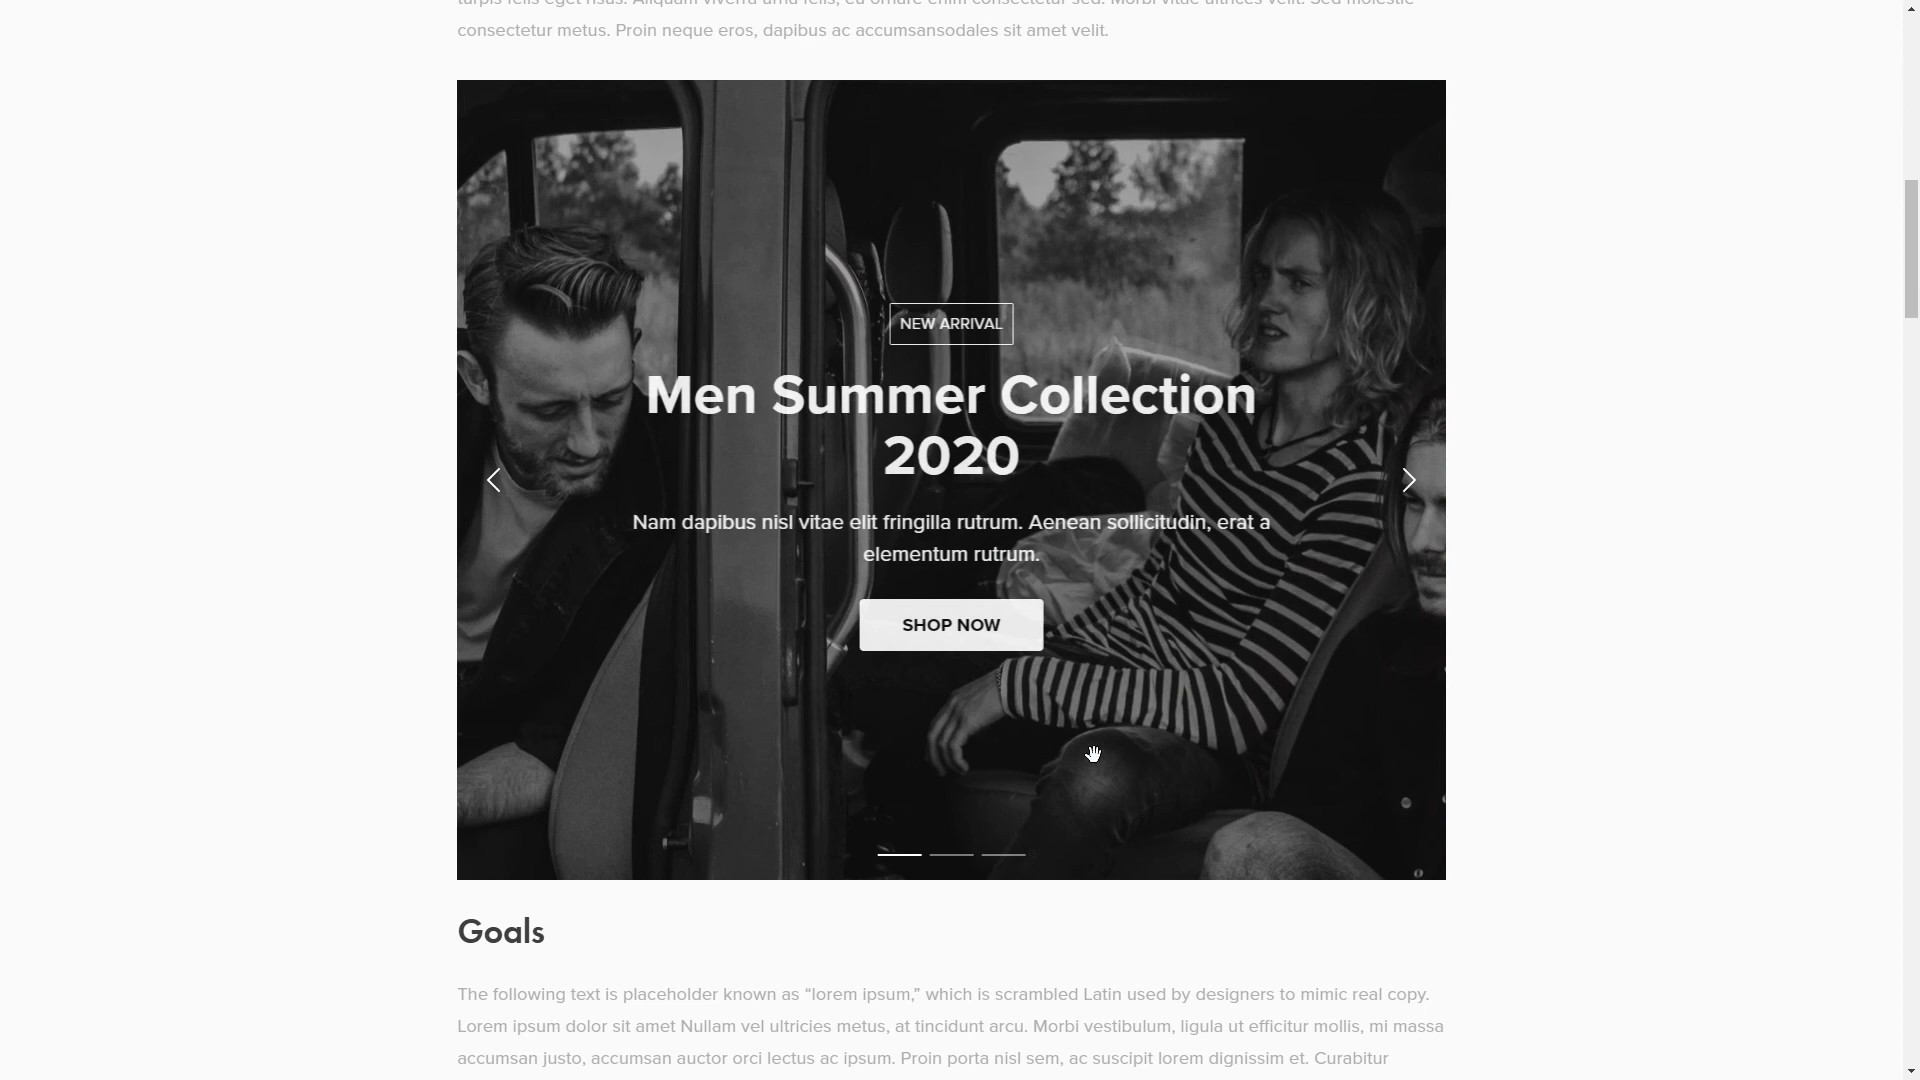 consectetur metus. Proin neque eros, dapibus ac accumsansodales sit amet velit.
NEW ARRIVAL
Men Summer Collection
2020
Nam dapibus nisl vitae elit fringilla rutrum. Aenean sollicitudin, erat a
elementum rutrum.
SHOP NOW
Goals
The following text is placeholder known as “lorem ipsum,” which is scrambled Latin used by designers to mimic real copy.
Lorem ipsum dolor sit amet Nullam vel ultricies metus, at tincidunt arcu. Morbi vestibulum, ligula ut efficitur mollis, mi massa
accumsan justo, accumsan auctor orci lectus ac ipsum. Proin porta nisl sem, ac suscipit lorem dignissim et. Curabitur